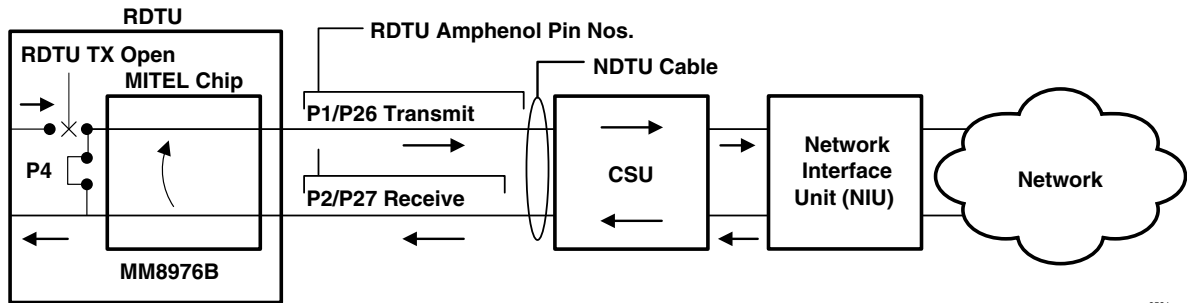 RDTU
RDTU TX Open
MITEL Chip
RDTU Amphenol Pin Nos.
NDTU Cable
P1/P26 Transmit
P4
P2/P27 Receive
CSU
Network
Interface
Unit (NIU)
Network
MM8976B